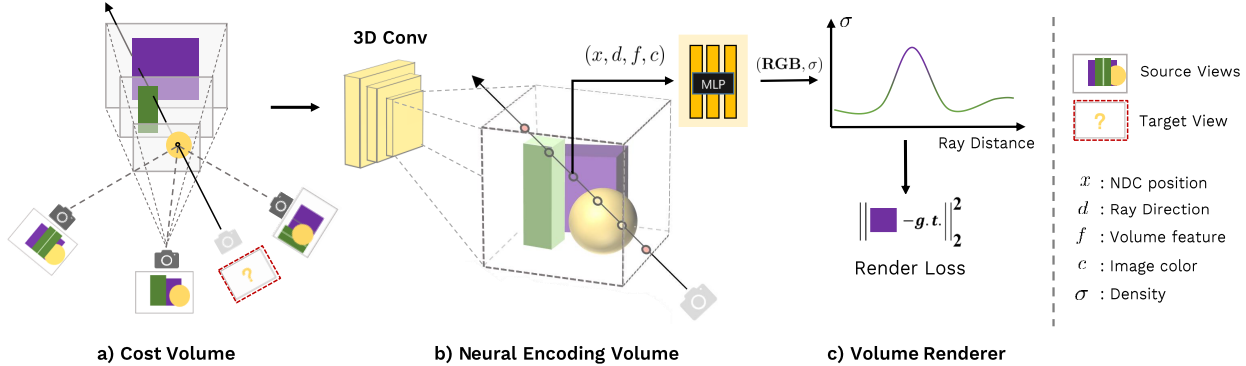 3D Conv
(x, d, f, c)
MLP
(RGB, σ)
σ
Ray Distance
?
?
‖ -g.t.‖₂²
Render Loss
Source Views
?
Target View
x : NDC position
d : Ray Direction
f : Volume feature
c : Image color
σ : Density
a) Cost Volume
b) Neural Encoding Volume
c) Volume Renderer